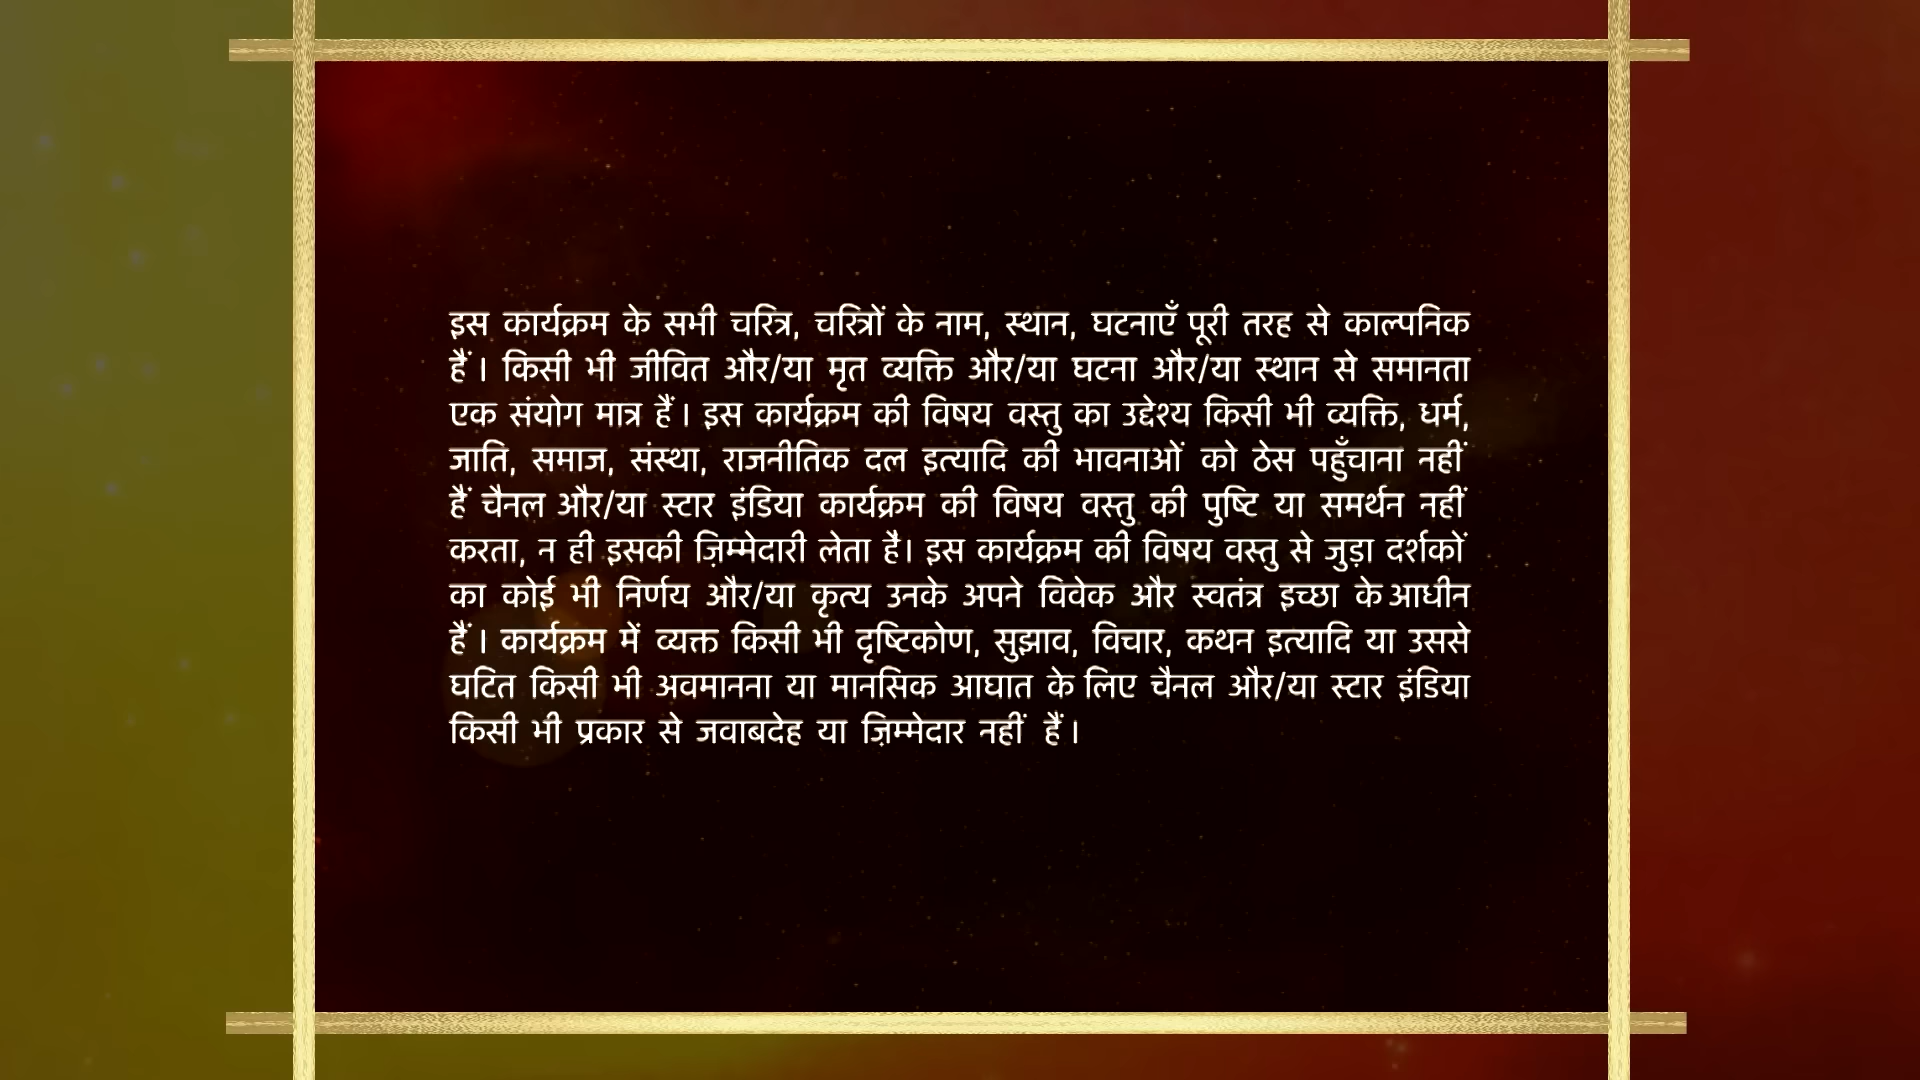 इस कार्यक्रम के सभी चरित्र, चरित्रों के नाम, स्थान, घटनाएँ पूरी तरह से काल्पनिक
हैं । किसी भी जीवित और/या मृत व्यक्ति और/या घटना और/या स्थान से समानता
एक संयोग मात्र हैं । इस कार्यक्रम की विषय वस्तु का उद्देश्य किसी भी व्यक्ति, धर्म,
जाति, समाज, संस्था, राजनीतिक दल इत्यादि की भावनाओं को ठेस पहुँचाना नहीं
हैं चैनल और/या स्टार इंडिया कार्यक्रम की विषय वस्तु की पुष्टि या समर्थन नहीं
करता, न ही इसकी ज़िम्मेदारी लेता है। इस कार्यक्रम की विषय वस्तु से जुड़ा दर्शकों
का कोई भी निर्णय और/या कृत्य उनके अपने विवेक और स्वतंत्र इच्छा के आधीन
हैं । कार्यक्रम में व्यक्त किसी भी दृष्टिकोण, सुझाव, विचार, कथन इत्यादि या उससे
घटित किसी भी अवमानना या मानसिक आघात के लिए चैनल और/या स्टार इंडिया
किसी भी प्रकार से जवाबदेह या ज़िम्मेदार नहीं हैं ।